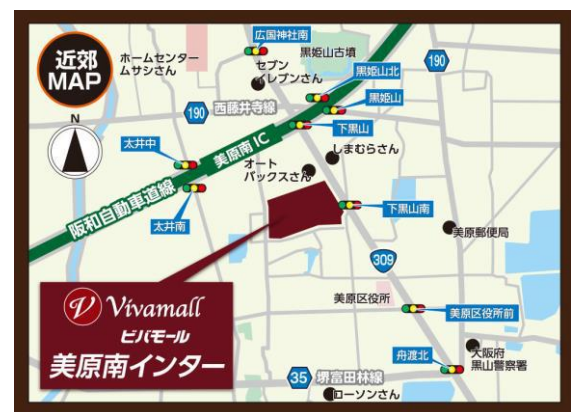 近郊
MAP
N
ホームセンター
ムサシさん
広国神社南
セブン
イレブンさん
黒姫山古墳
黒姫山北
190
黒姫山
190
西藤井寺線
下黒山
しまむらさん
太井中
美原南IC
オート
バックスさん
阪和自動車道線
太井南
下黒山南
美原郵便局
309
V Vivamall
ビバモール
美原南インター
美原区役所
美原区役所前
大阪府
黒山警察署
舟渡北
35
堺富田林線
ローソンさん